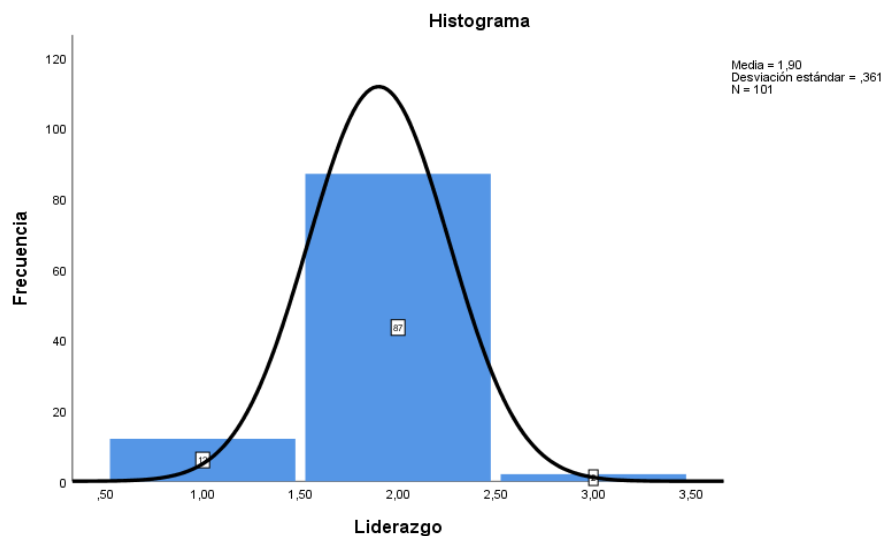 Histograma
Media = 1,90
Desviación estándar = ,361
N = 101
120
100
80
60
40
20
0
Frecuencia
87
12
,50
1,00
1,50
2,00
2,50
3,00
3,50
Liderazgo